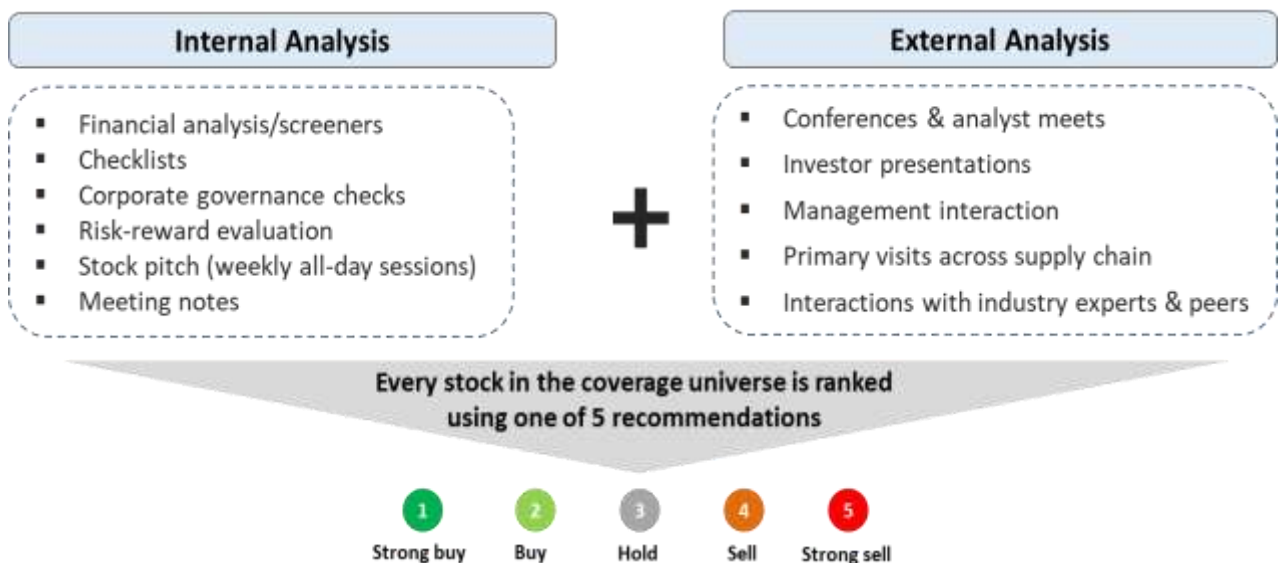 Internal Analysis
▪ Financial analysis/screeners
▪ Checklists
▪ Corporate governance checks
▪ Risk-reward evaluation
▪ Stock pitch (weekly all-day sessions)
▪ Meeting notes
+
External Analysis
▪ Conferences & analyst meets
▪ Investor presentations
▪ Management interaction
▪ Primary visits across supply chain
▪ Interactions with industry experts & peers
Every stock in the coverage universe is ranked
using one of 5 recommendations
1 2 3 4 5
Strong buy Buy Hold Sell Strong sell